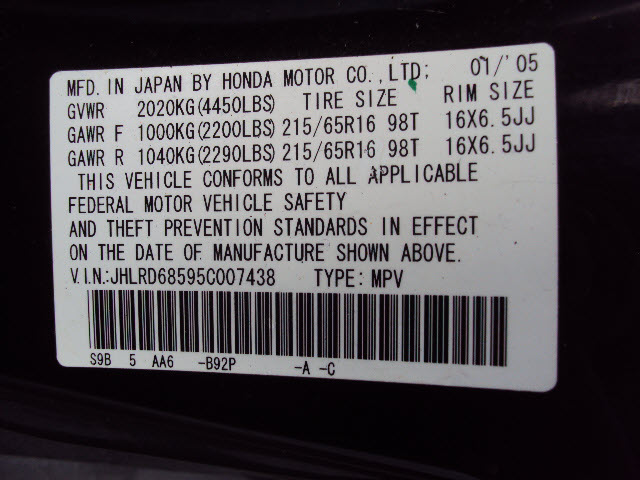 MFD. IN JAPAN BY HONDA MOTOR CO., LTD; 01/'05
GVWR 2020KG(4450LBS) TIRE SIZE RIM SIZE
GAWR F 1000KG(2200LBS) 215/65R16 98T 16X6.5JJ
GAWR R 1040KG(2290LBS) 215/65R16 98T 16X6.5JJ
THIS VEHICLE CONFORMS TO ALL APPLICABLE
FEDERAL MOTOR VEHICLE SAFETY
AND THEFT PREVENTION STANDARDS IN EFFECT
ON THE DATE OF MANUFACTURE SHOWN ABOVE.
V.I.N.:JHLRD68595C007438 TYPE: MPV
S9B 5 AA6 -B92P -A -C